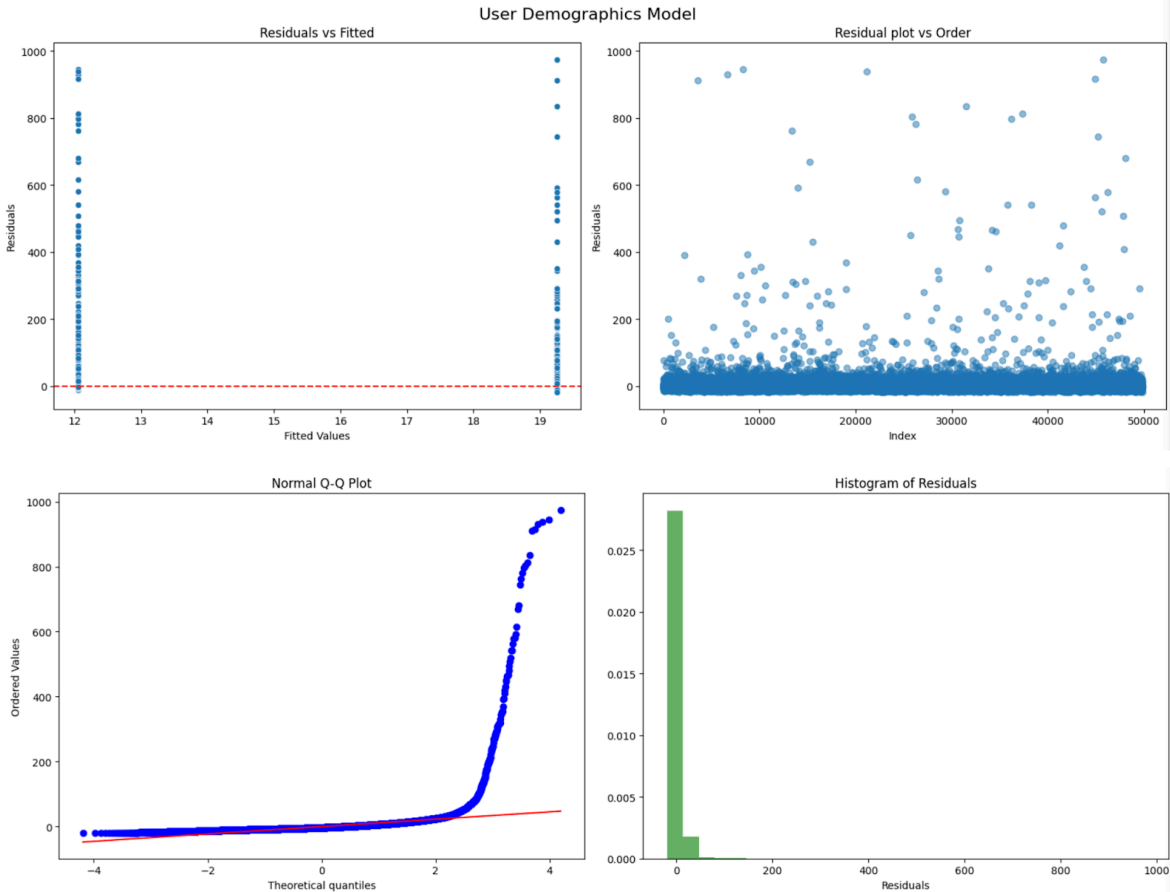 User Demographics Model
Residuals vs Fitted
Residuals
1000
800
600
400
200
0
12 13 14 15 16 17 18 19
Fitted Values
Residual plot vs Order
Residuals
1000
800
600
400
200
0
0 10000 20000 30000 40000 50000
Index
Normal Q-Q Plot
Ordered Values
1000
800
600
400
200
0
−4 −2 0 2 4
Theoretical quantiles
Histogram of Residuals
0.025
0.020
0.015
0.010
0.005
0.000
0 200 400 600 800 1000
Residuals